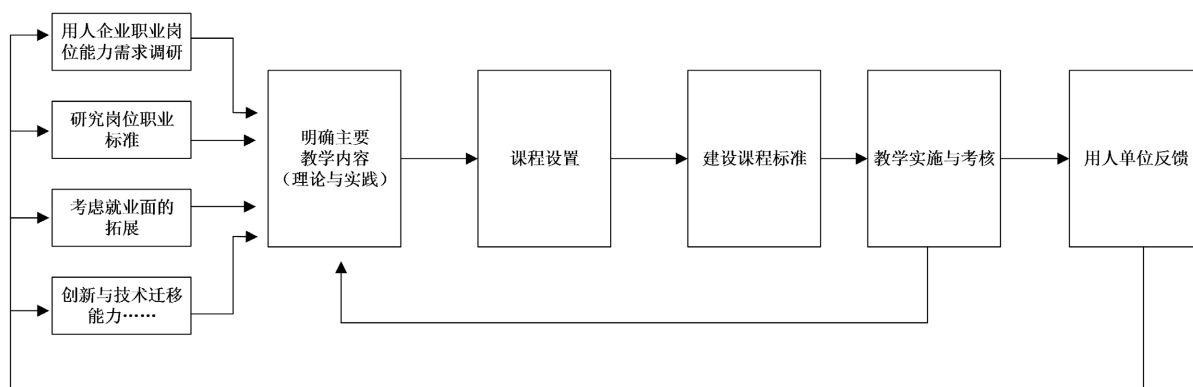 用人企业职业岗
位能力需求调研
研究岗位职业
标准
考虑就业面的
拓展
创新与技术迁移
能力……
明确主要
教学内容
（理论与实践）
课程设置
建设课程标准
教学实施与考核
用人单位反馈